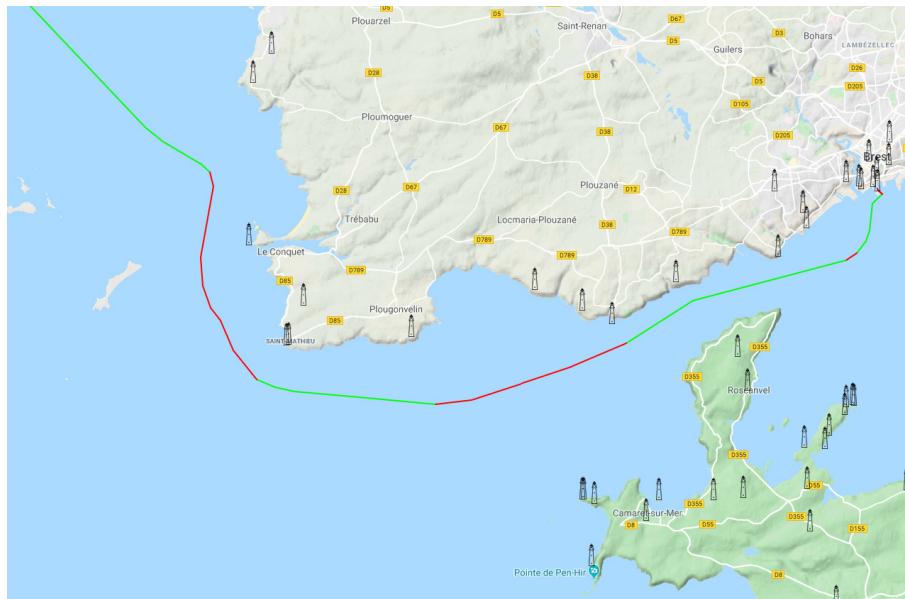 D5
D67
Plouarzel
Saint-Renan
D3
Bohars
D5
Guilers
LAMBÉZELLEC
D28
D38
D26
D5
D205
D105
Ploumoguer
D67
D38
D205
Brest
Plouzané
D12
D28
D67
Trébabu
Locmaria-Plouzané
D38
D789
D789
Le Conquet
D789
D789
D85
Plougonvelin
D85
SAINT-MATHIEU
D355
D355
D355
Roscanvel
D355
D55
D355
Camaret-sur-Mer
D8
D55
D355
D155
Pointe de Pen-Hir
D8